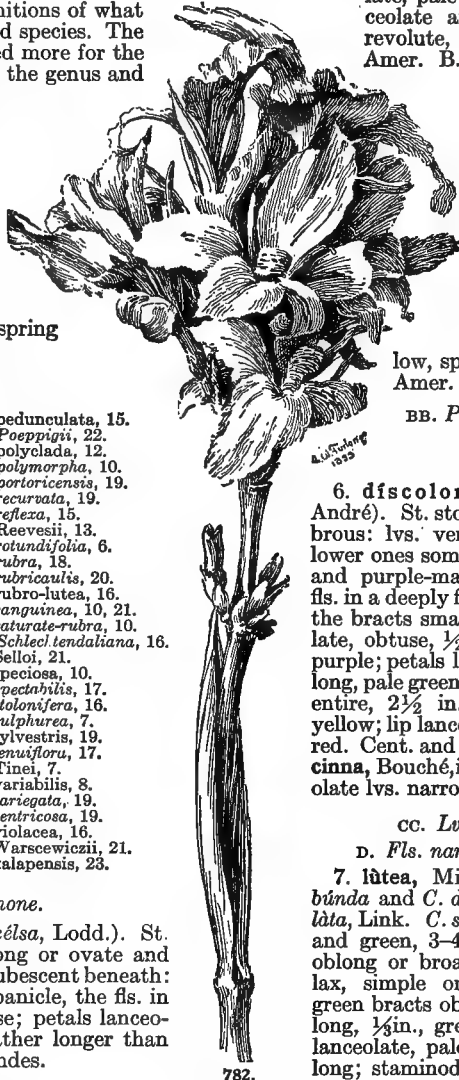 nitions of what
d species. The
ed more for the
the genus and
spring
pedunculata, 15.
Poeppigii, 22.
polyclada, 12.
polymorpha, 10.
portoricensis, 19.
recurvata, 19.
reflexa, 15.
Reevesii, 13.
rotundifolia, 6.
rubra, 18.
rubricaulis, 20.
rubro-lutea, 16.
sanguinea, 10, 21.
saturate-rubra, 10.
Schlechtendaliana, 16.
Selloi, 21.
speciosa, 10.
spectabilis, 17.
stolonifera, 16.
sulphurea, 7.
sylvestris, 19.
tenuiflora, 17.
Tinei, 7.
variabilis, 8.
variegata, 19.
ventricosa, 19.
violacea, 16.
Warscewiczii, 21.
xalapensis, 23.
none.
célsa, Lodd.). St.
ong or ovate and
ubescent beneath:
panicle, the fls. in
se; petals lanceo-
ther longer than
ndes.
782.
late, pale
ceolate a
revolute,
Amer. B.
low, sp
Amer.
BB. P
6. díscolor
André). St. sto
brous: lvs. ver
lower ones som
and purple-ma
fls. in a deeply f
the bracts sma
late, obtuse, ½
purple; petals l
long, pale green
entire, 2½ in.
yellow; lip lance
red. Cent. and
cinna, Bouché,i
olate lvs. narro
CC. Lv
D. Fls. nar
7. lùtea, Mi
búnda and C. d
làta, Link. C. s
and green, 3–4
oblong or broa
lax, simple or
green bracts ob
long, ⅓in., gre
lanceolate, pale
long; staminod